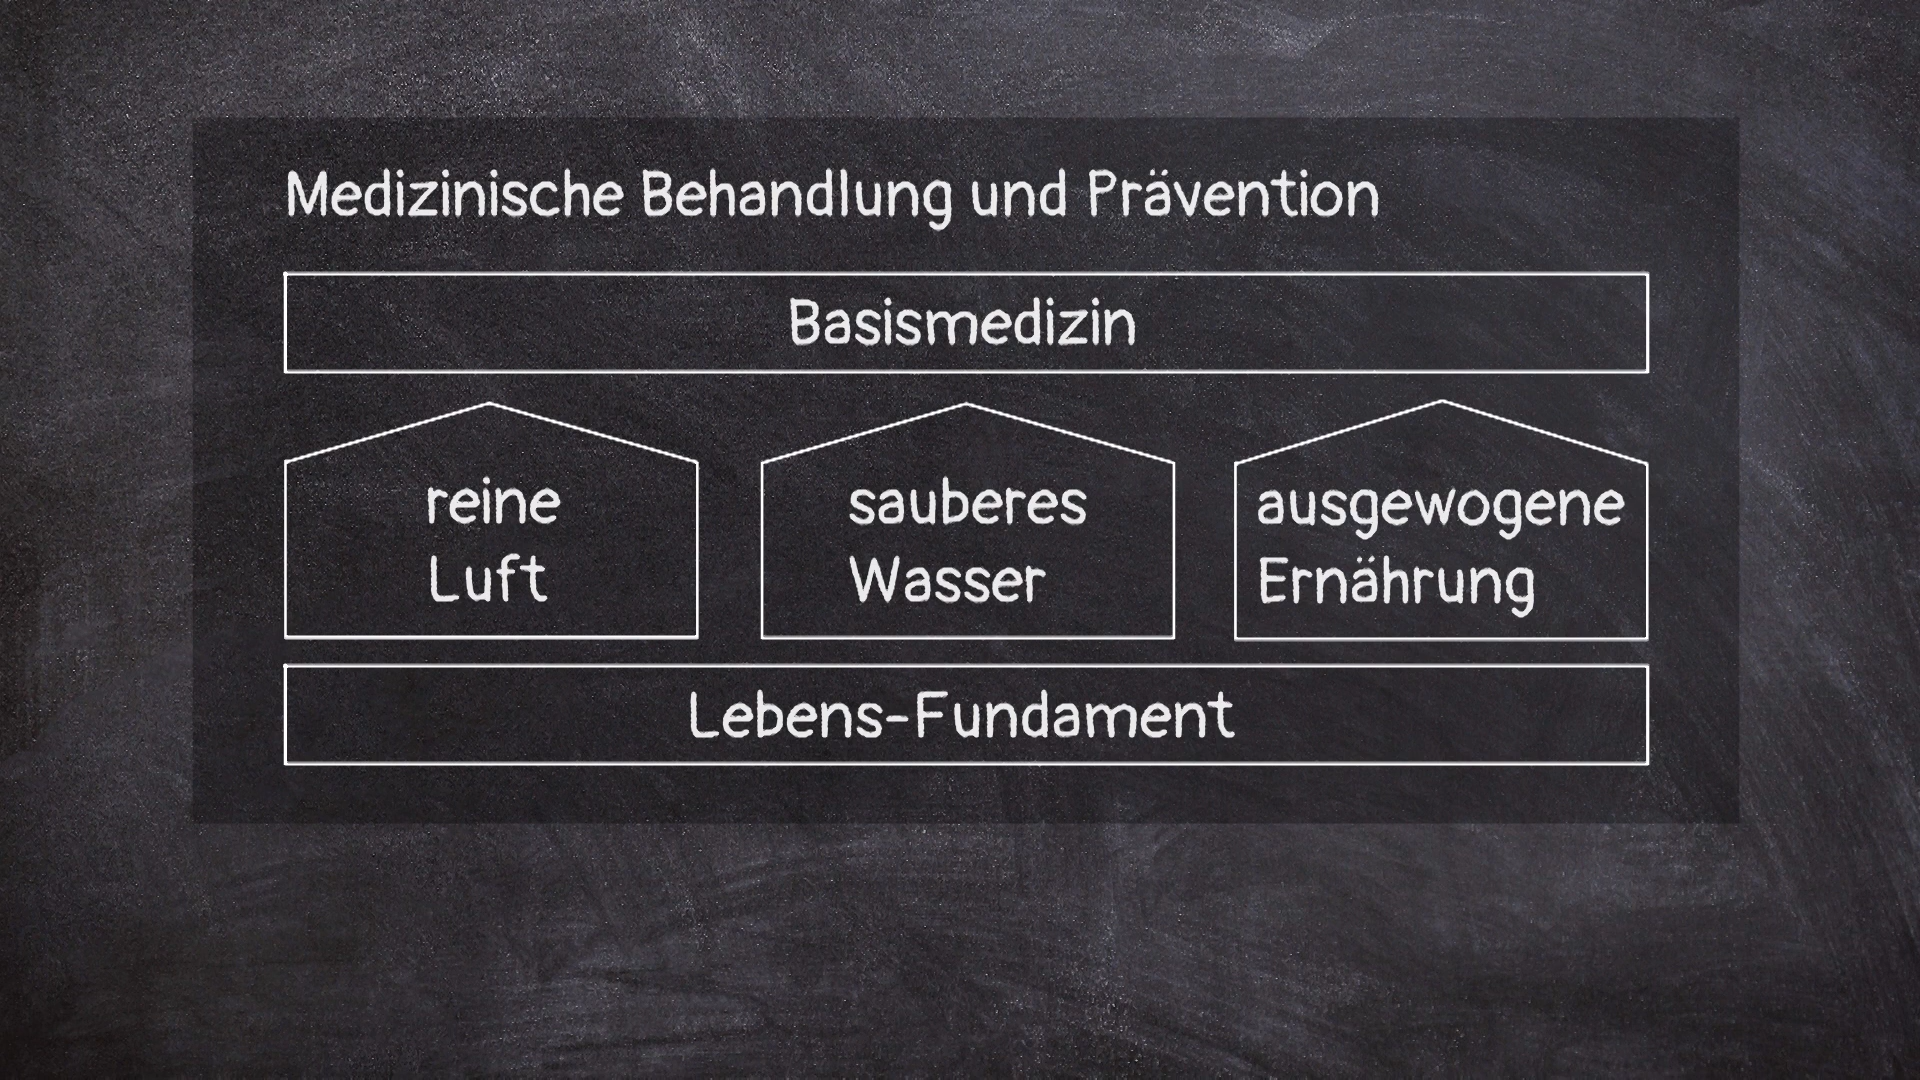 Medizinische Behandlung und Prävention
Basismedizin
reine
Luft
sauberes
Wasser
ausgewogene
Ernährung
Lebens-Fundament